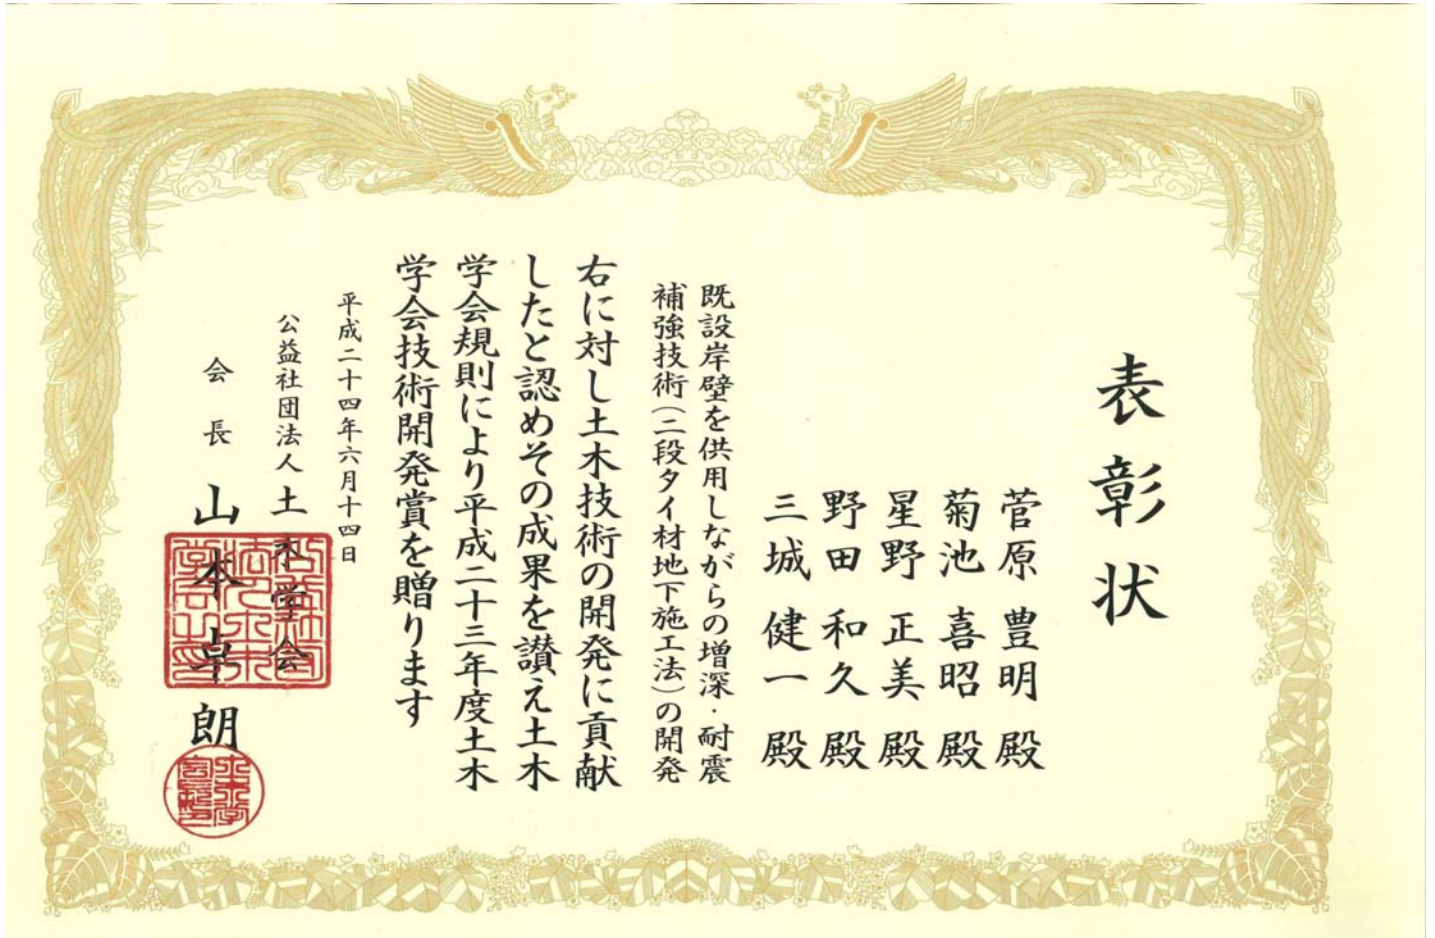 表彰状
菅原 豊明 殿
菊池 喜昭 殿
星野 正美 殿
野田 和久 殿
三城 健一 殿
既設岸壁を供用しながらの増深・耐震
補強技術(二段タイ材地下施工法)の開発
右に対し土木技術の開発に貢献
したと認めその成果を讃え土木
学会規則により平成二十三年度土木
学会技術開発賞を贈ります
平成二十四年六月十四日
公益社団法人土木学会
会長 山本卓朗